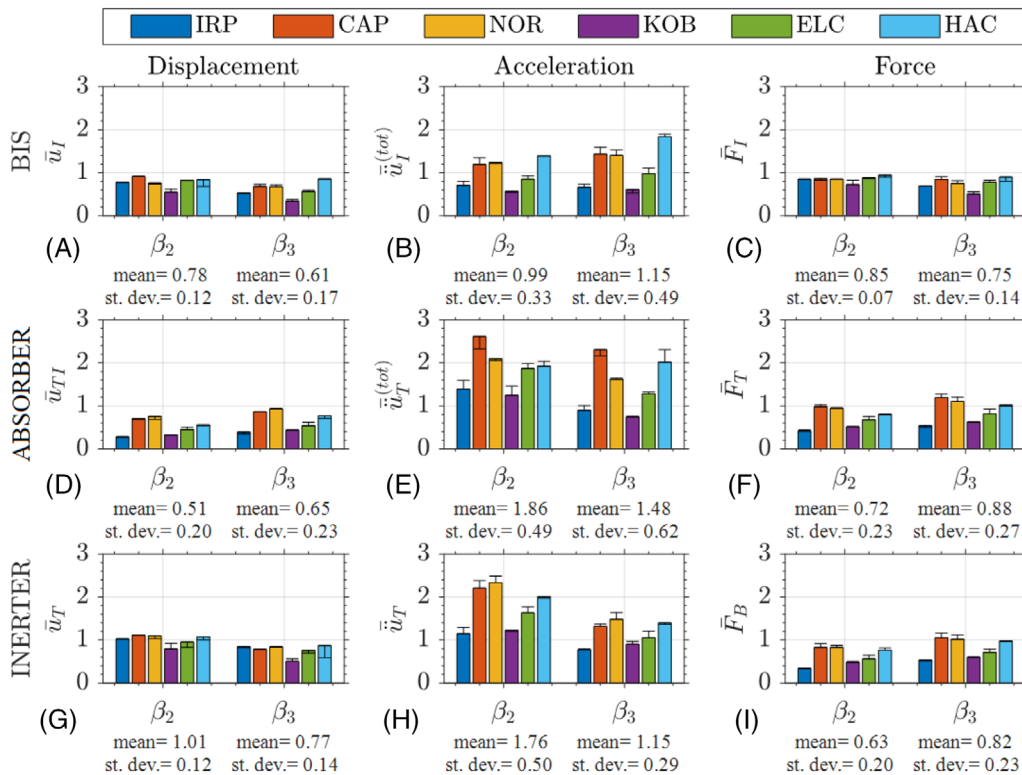 IRP CAP NOR KOB ELC HAC
Displacement Acceleration Force
BIS
ū_I
3
2
1
0
ǖ_I^(tot)
3
2
1
0
F̄_I
3
2
1
0
(A) β₂ β₃ (B) β₂ β₃ (C) β₂ β₃
mean= 0.78 mean= 0.61 mean= 0.99 mean= 1.15 mean= 0.85 mean= 0.75
st. dev.= 0.12 st. dev.= 0.17 st. dev.= 0.33 st. dev.= 0.49 st. dev.= 0.07 st. dev.= 0.14
ABSORBER
ū_TI
3
2
1
0
ǖ_T^(tot)
3
2
1
0
F̄_T
3
2
1
0
(D) β₂ β₃ (E) β₂ β₃ (F) β₂ β₃
mean= 0.51 mean= 0.65 mean= 1.86 mean= 1.48 mean= 0.72 mean= 0.88
st. dev.= 0.20 st. dev.= 0.23 st. dev.= 0.49 st. dev.= 0.62 st. dev.= 0.23 st. dev.= 0.27
INERTER
ū_T
3
2
1
0
ǖ_T
3
2
1
0
F̄_B
3
2
1
0
(G) β₂ β₃ (H) β₂ β₃ (I) β₂ β₃
mean= 1.01 mean= 0.77 mean= 1.76 mean= 1.15 mean= 0.63 mean= 0.82
st. dev.= 0.12 st. dev.= 0.14 st. dev.= 0.50 st. dev.= 0.29 st. dev.= 0.20 st. dev.= 0.23